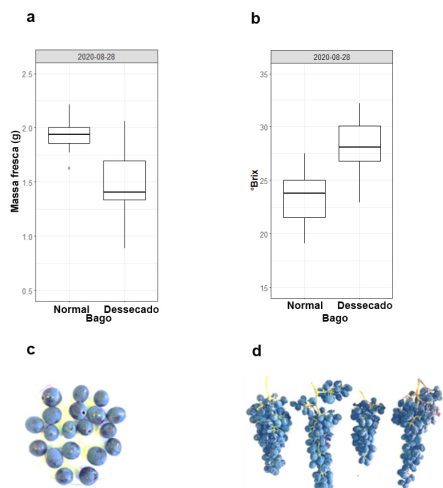 a
b
2020-08-28
2020-08-28
Massa fresca (g)
2.5
2.0
1.5
1.0
0.5
Normal Dessecado
Bago
°Brix
35
30
25
20
15
Normal Dessecado
Bago
c
d